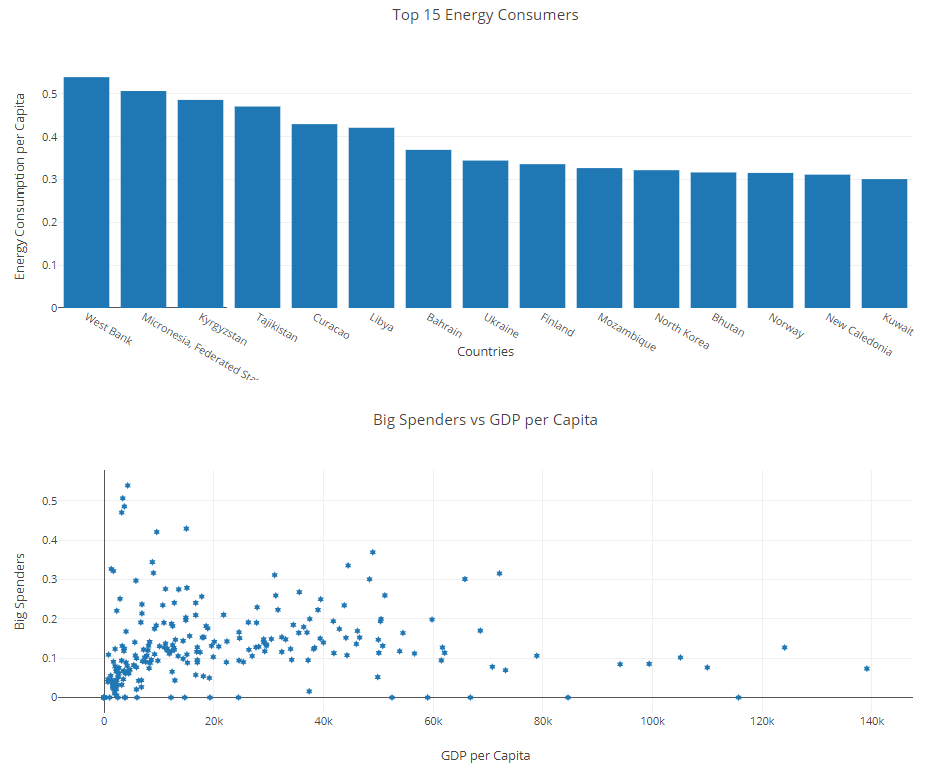 Top 15 Energy Consumers
Energy Consumption per Capita
0.5
0.4
0.3
0.2
0.1
0
West Bank
Micronesia, Federated Sta
Kyrgyzstan
Tajikistan
Curacao
Libya
Bahrain
Ukraine
Finland
Mozambique
North Korea
Bhutan
Norway
New Caledonia
Kuwait
Countries
Big Spenders vs GDP per Capita
Big Spenders
0.5
0.4
0.3
0.2
0.1
0
0 20k 40k 60k 80k 100k 120k 140k
GDP per Capita